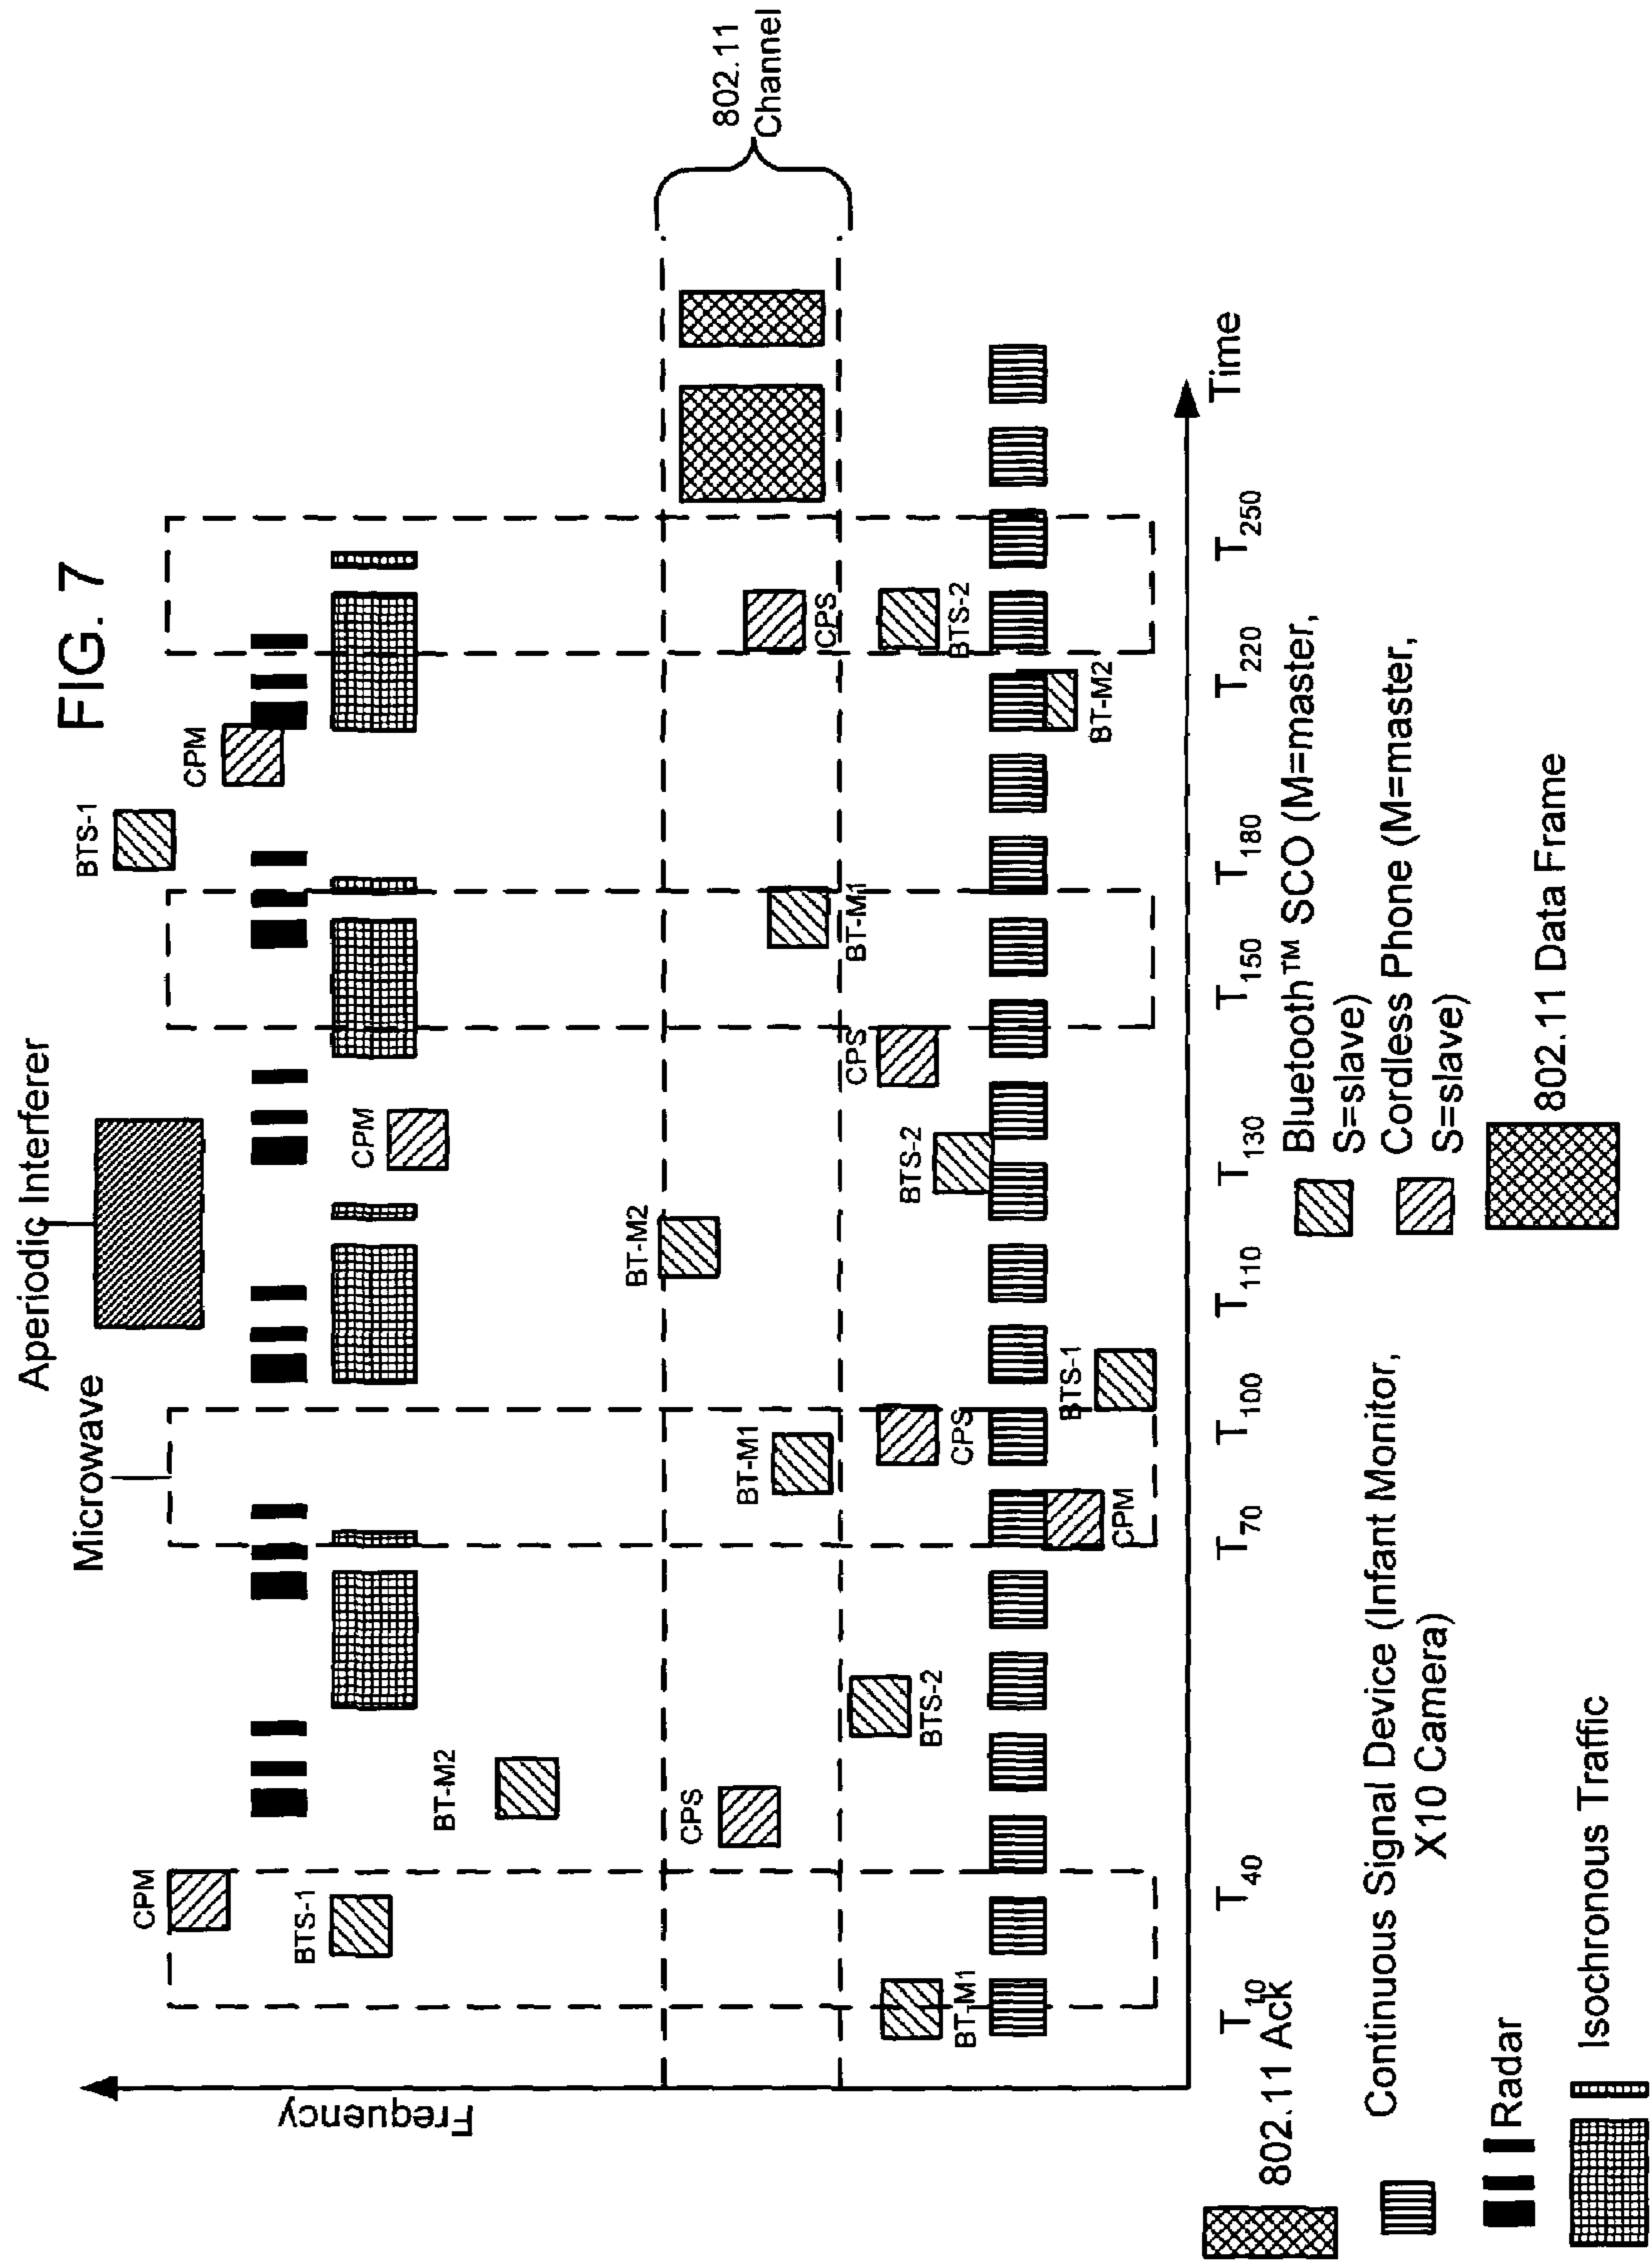 FIG. 7
Aperiodic Interferer
Microwave
CPM
BTS-1
BTS-1
CPM
BT-M2
CPM
BT-M2
802.11
Channel
CPS
BT-M1
BT-M1
CPS
BTS-2
BTS-2
CPS
CPS
BTS-2
BT-M1
CPM
BTS-1
BT-M2
Frequency
Time
T10
T40
T70
T100
T110
T130
T150
T180
T220
T250
802.11 Ack
Continuous Signal Device (Infant Monitor,
X10 Camera)
Radar
Isochronous Traffic
Bluetooth™ SCO (M=master,
S=slave)
Cordless Phone (M=master,
S=slave)
802.11 Data Frame